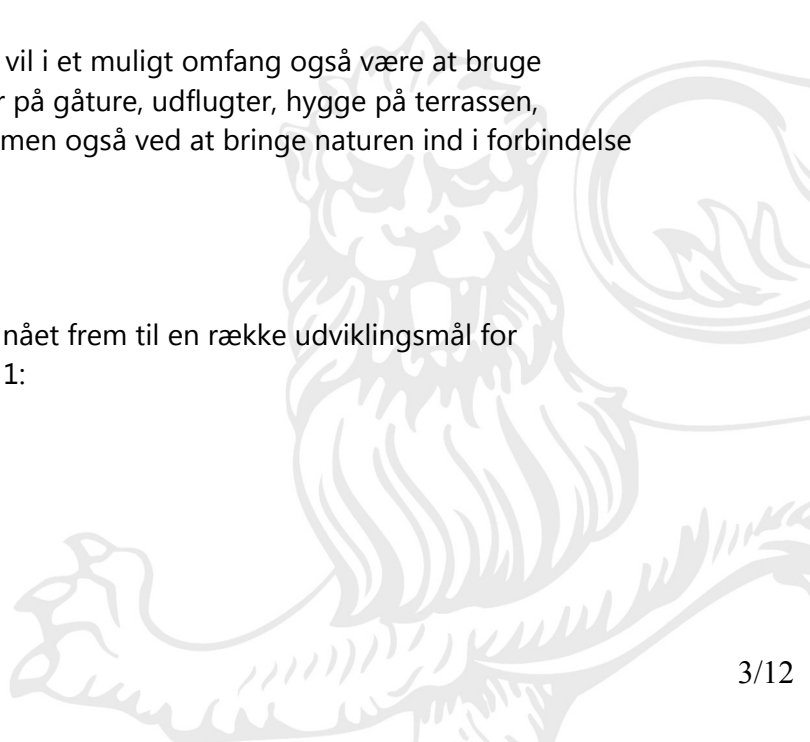 vil i et muligt omfang også være at bruge
r på gåture, udflugter, hygge på terrassen,
men også ved at bringe naturen ind i forbindelse
nået frem til en række udviklingsmål for
1:
3/12